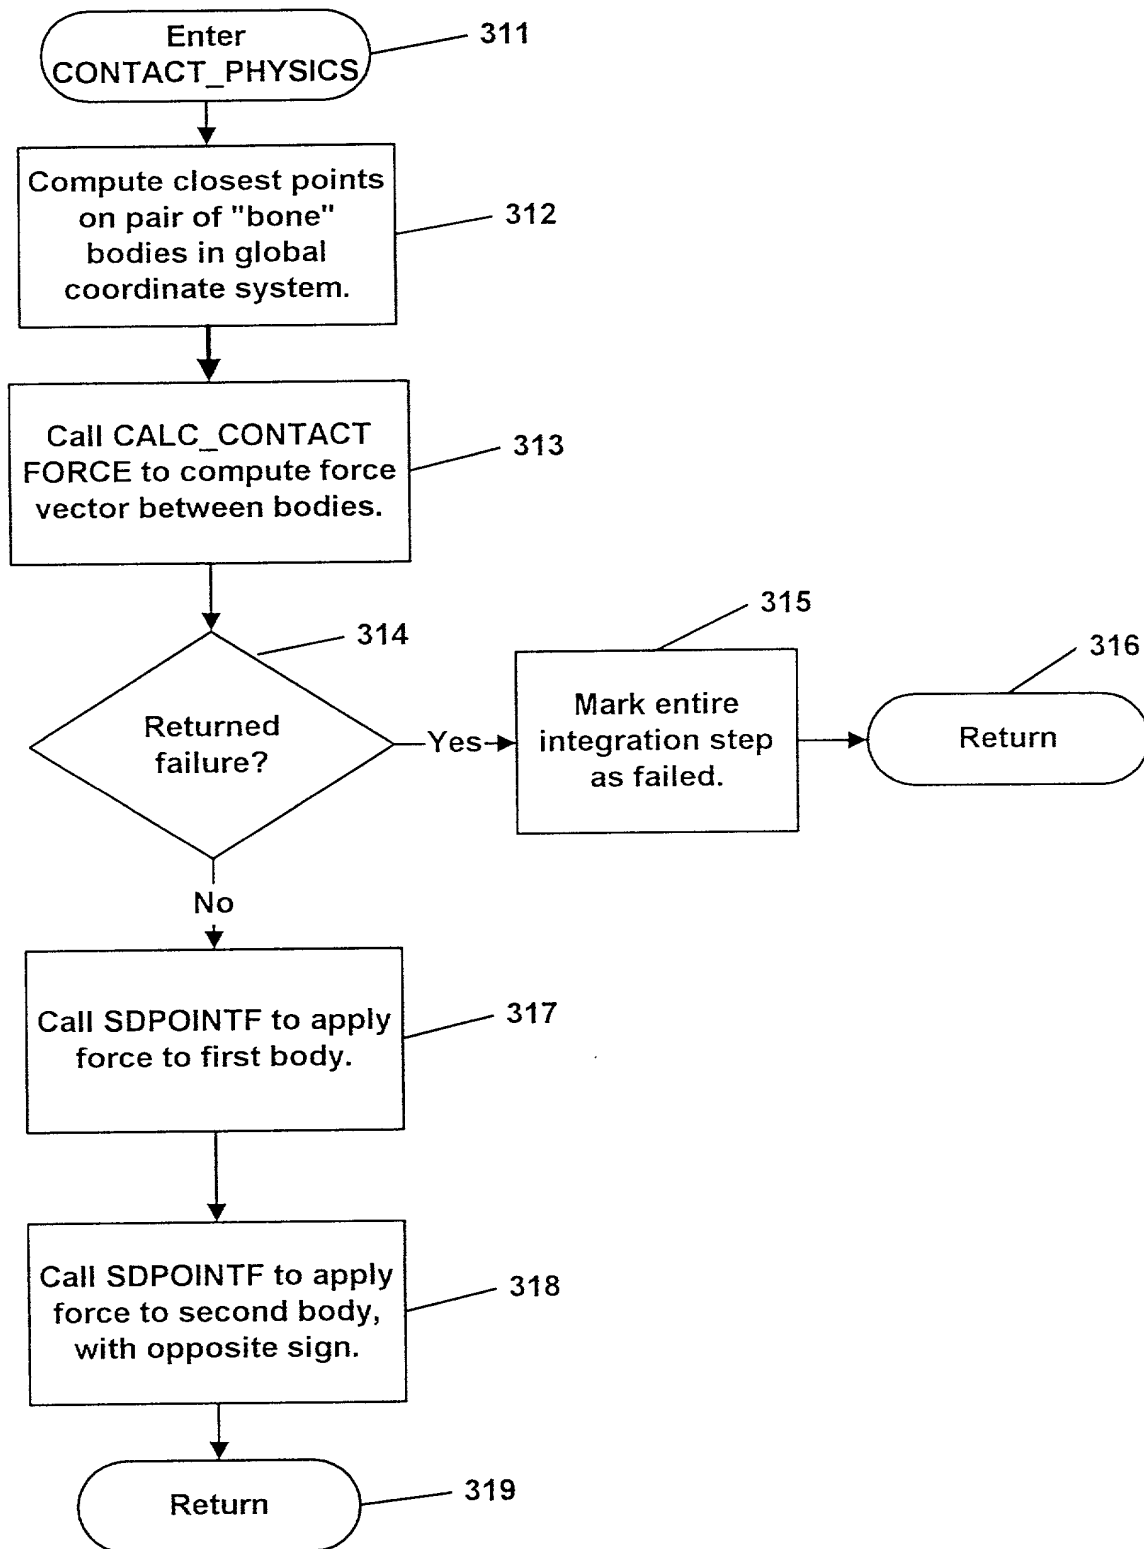 Enter
CONTACT_PHYSICS
311
Compute closest points
on pair of "bone"
bodies in global
coordinate system.
312
Call CALC_CONTACT
FORCE to compute force
vector between bodies.
313
314
Returned
failure?
Yes
315
Mark entire
integration step
as failed.
316
Return
No
Call SDPOINTF to apply
force to first body.
317
Call SDPOINTF to apply
force to second body,
with opposite sign.
318
Return
319